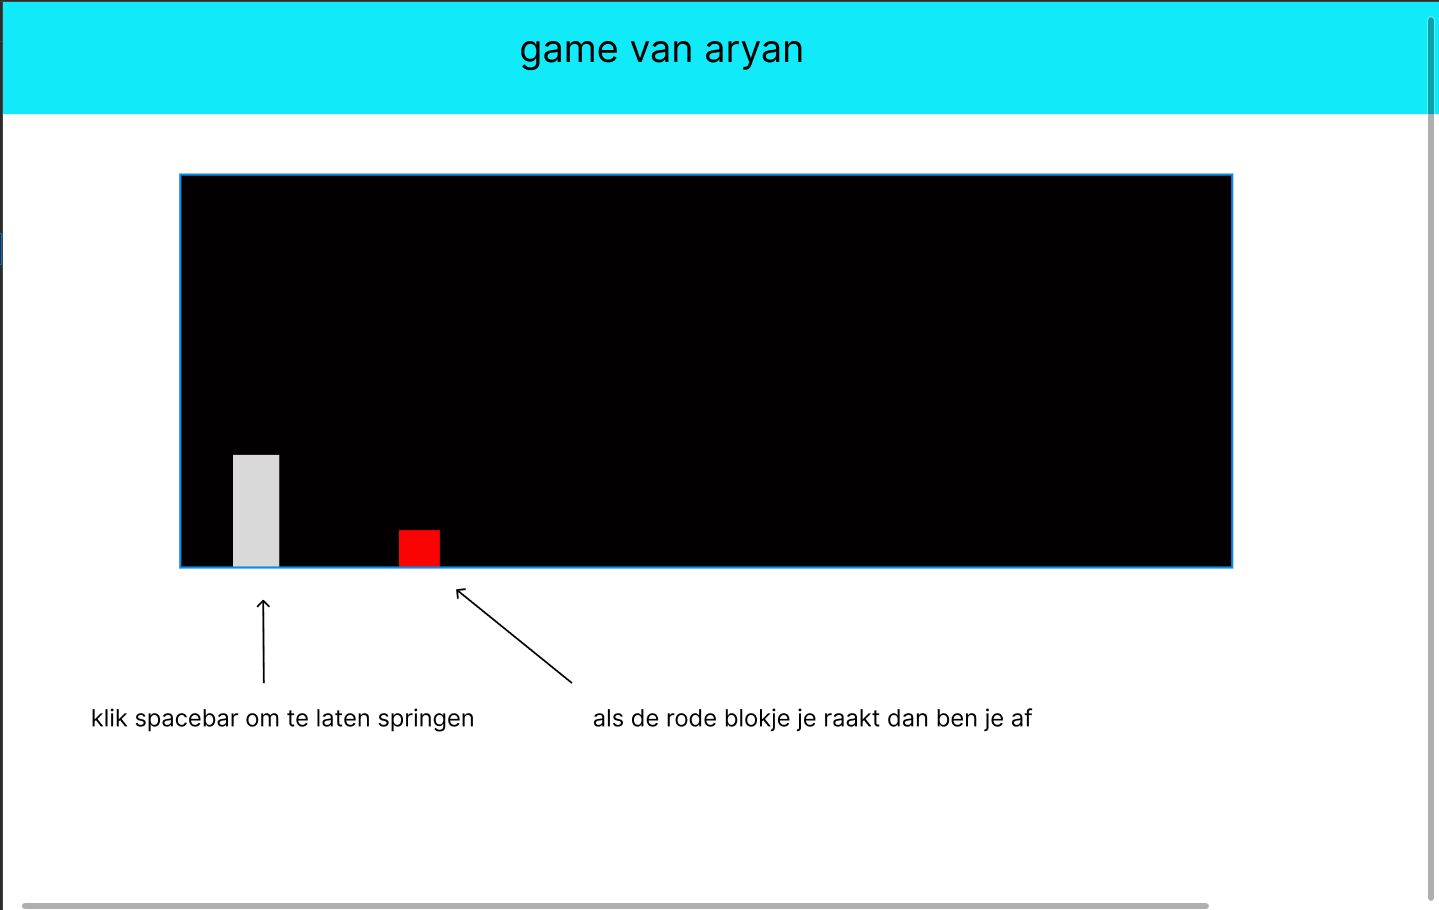 game van aryan
klik spacebar om te laten springen
als de rode blokje je raakt dan ben je af